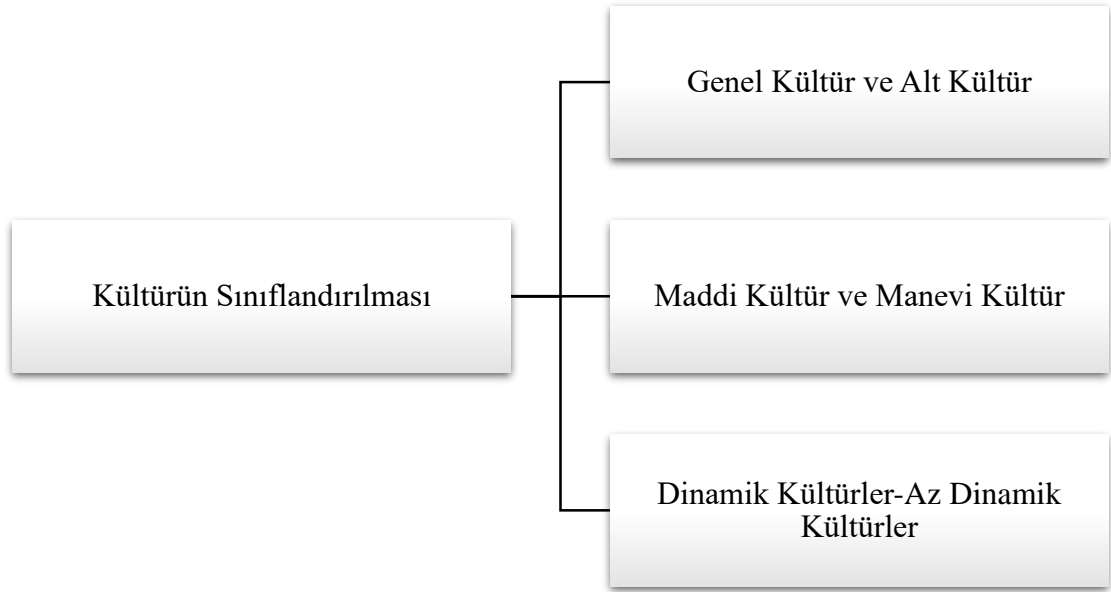 Genel Kültür ve Alt Kültür
Kültürün Sınıflandırılması
Maddi Kültür ve Manevi Kültür
Dinamik Kültürler-Az Dinamik
Kültürler